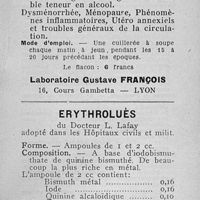 ble teneur en alcool.
Dysménorrhée, Ménopaure, Phénomè-
nes inflammatoires, Utéro annexiels
et troubles généraux de la circula-
tion.
Mode d'emploi. — Une cuillerée à soupe
chaque matin à jeun, pendant les 15 à
20 jours précédant les époques.
Le flacon : 6 francs
Laboratoire Gustave FRANÇOIS
16, Cours Gambetta — LYON
ERYTHROLUÈS
du Docteur L. Lafay
adopté dans les Hôpitaux civils et milit.
Forme. — Ampoules de 1 et 2 cc.
Composition. — A base d'iodobismu-
thate de quinine bismuthé. De beau-
coup la plus riche en métal.
L'ampoule de 2 cc contient:
Bismuth métal 0,16
Iode 0,16
Quinine alcaloïdique 0,10